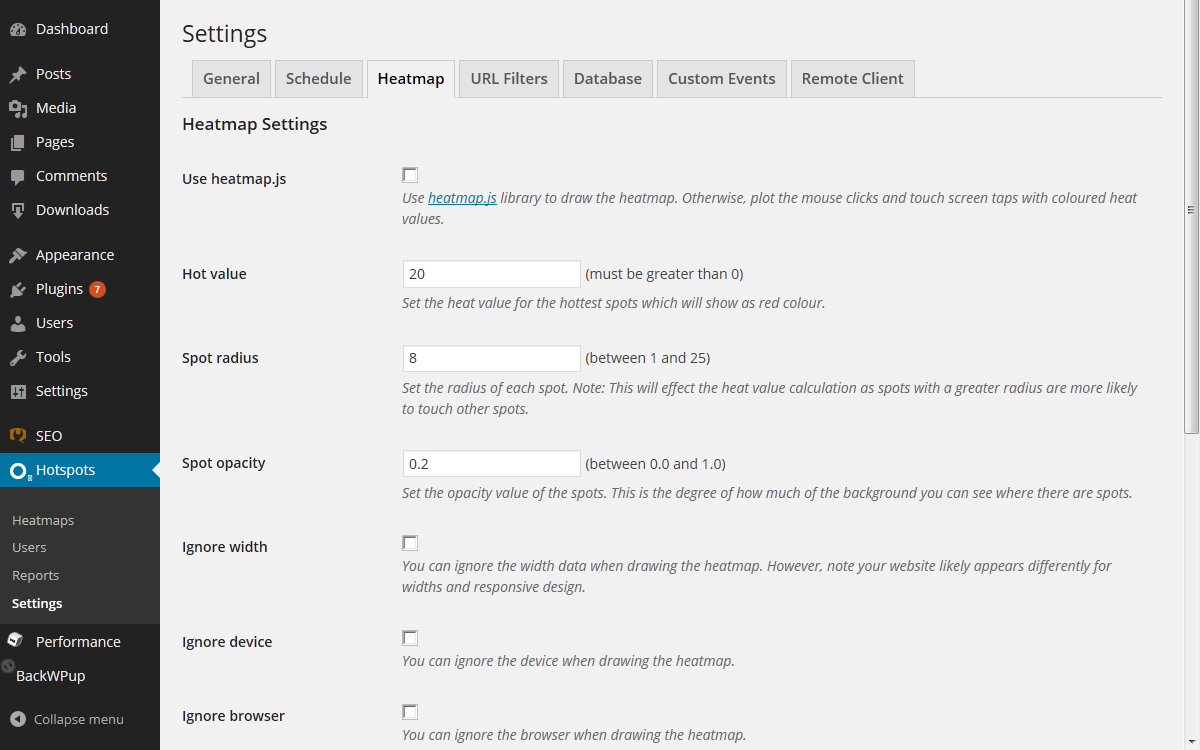 Dashboard
Posts
Media
Pages
Comments
Downloads
Appearance
Plugins 7
Users
Tools
Settings
SEO
Hotspots
Heatmaps
Users
Reports
Settings
Performance
BackWPup
Collapse menu
Settings
General Schedule Heatmap URL Filters Database Custom Events Remote Client
Heatmap Settings
Use heatmap.js
Use heatmap.js library to draw the heatmap. Otherwise, plot the mouse clicks and touch screen taps with coloured heat
values.
Hot value 20 (must be greater than 0)
Set the heat value for the hottest spots which will show as red colour.
Spot radius 8 (between 1 and 25)
Set the radius of each spot. Note: This will effect the heat value calculation as spots with a greater radius are more likely
to touch other spots.
Spot opacity 0.2 (between 0.0 and 1.0)
Set the opacity value of the spots. This is the degree of how much of the background you can see where there are spots.
Ignore width
You can ignore the width data when drawing the heatmap. However, note your website likely appears differently for
widths and responsive design.
Ignore device
You can ignore the device when drawing the heatmap.
Ignore browser
You can ignore the browser when drawing the heatmap.